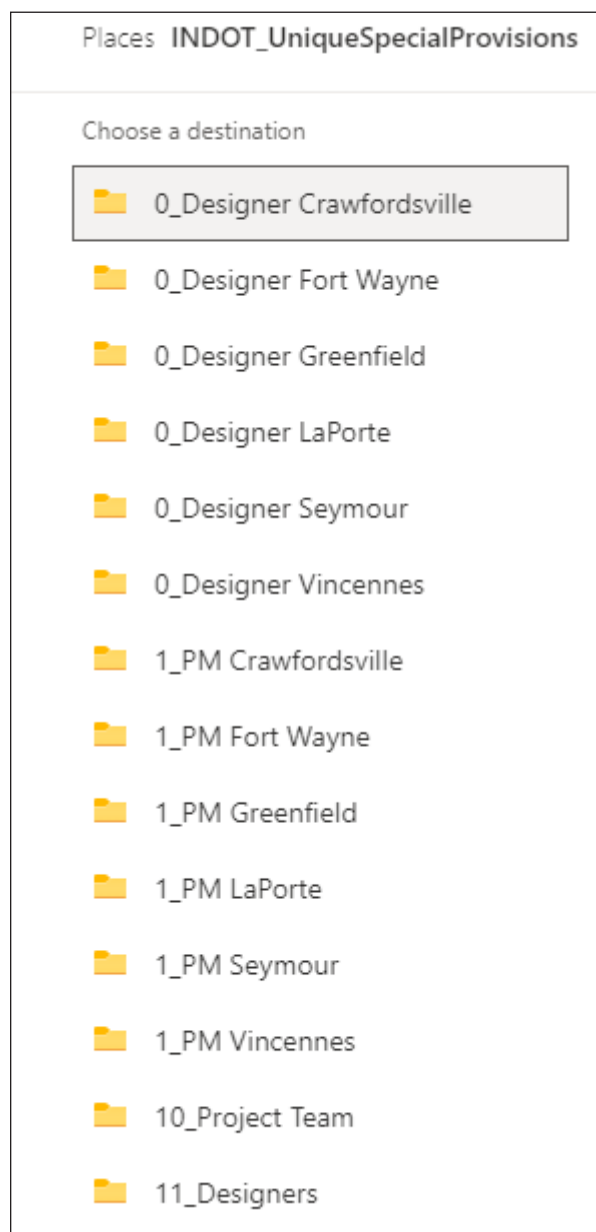 Places INDOT_UniqueSpecialProvisions
Choose a destination
0_Designer Crawfordsville
0_Designer Fort Wayne
0_Designer Greenfield
0_Designer LaPorte
0_Designer Seymour
0_Designer Vincennes
1_PM Crawfordsville
1_PM Fort Wayne
1_PM Greenfield
1_PM LaPorte
1_PM Seymour
1_PM Vincennes
10_Project Team
11_Designers